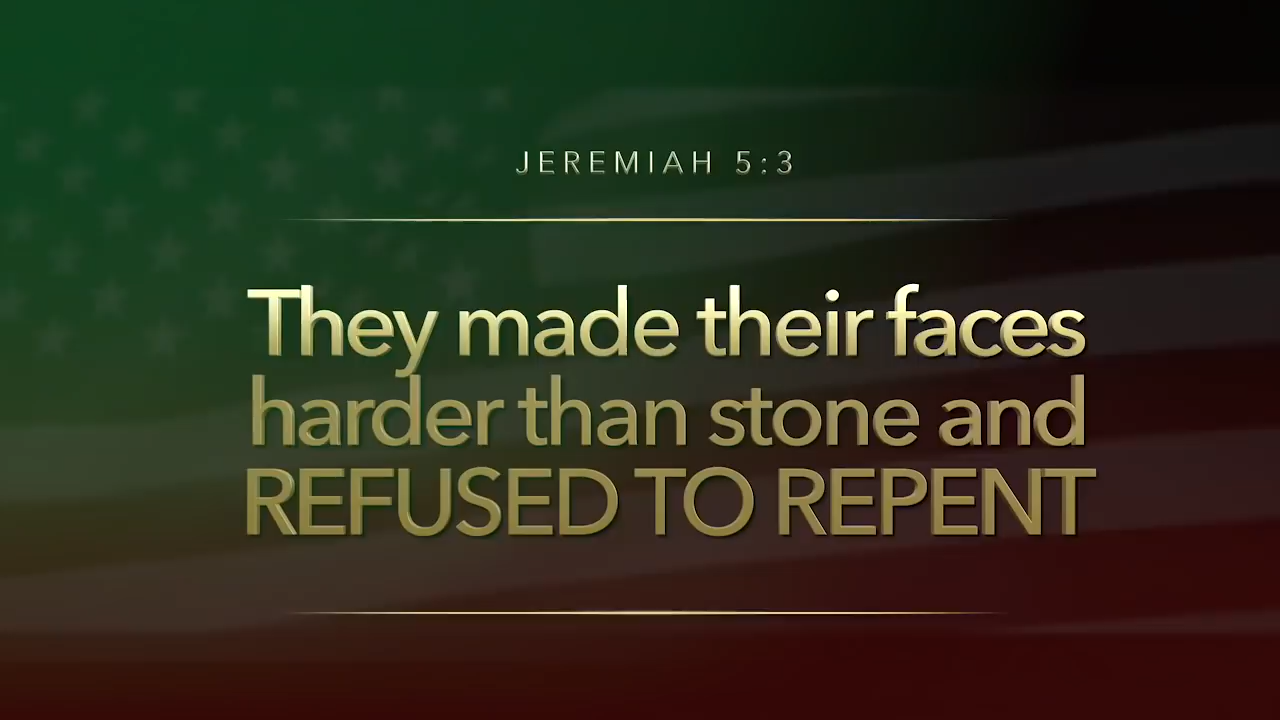 JEREMIAH 5:3
They made their faces
harder than stone and
REFUSED TO REPENT